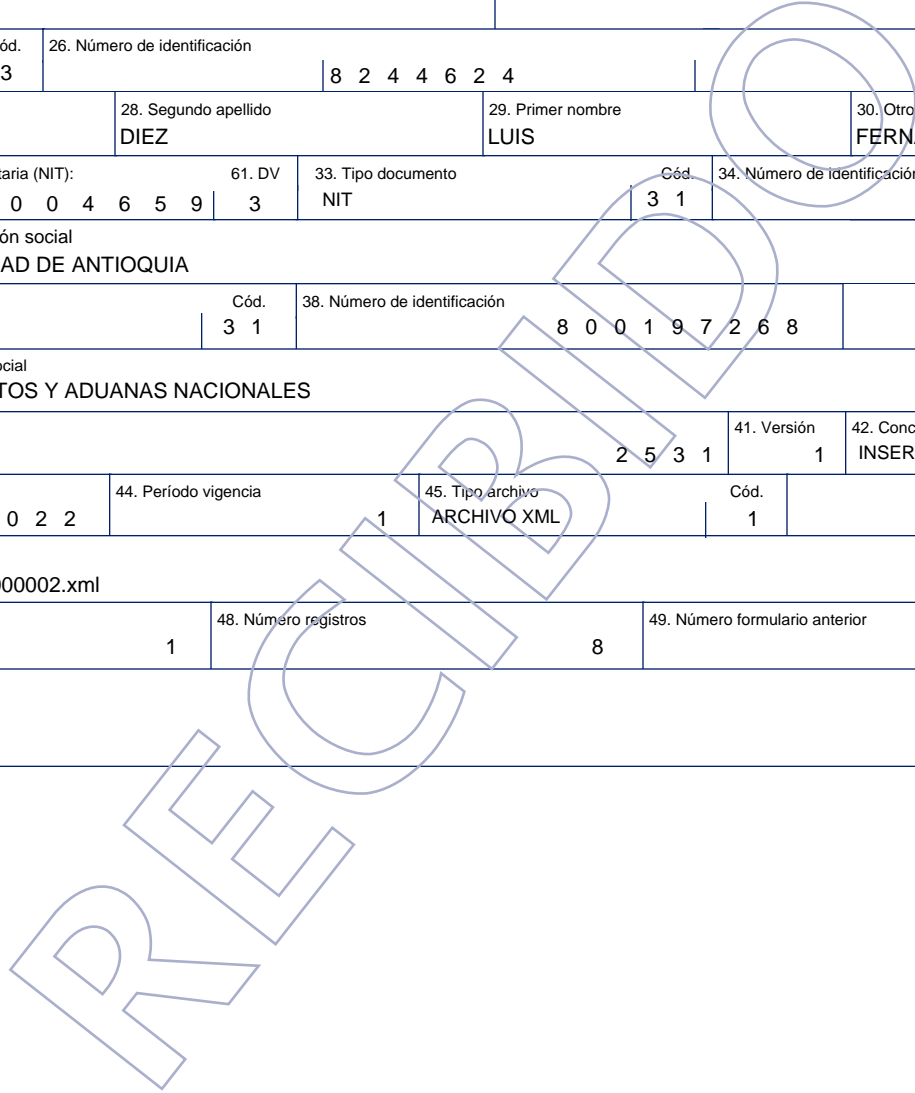 ód. 26. Número de identificación
3 8 2 4 4 6 2 4
28. Segundo apellido 29. Primer nombre 30. Otro
DIEZ LUIS FERN
taria (NIT): 61. DV 33. Tipo documento Cód. 34. Número de identificación
0 0 4 6 5 9 3 NIT 3 1
ón social
AD DE ANTIOQUIA
Cód. 38. Número de identificación
3 1 8 0 0 1 9 7 2 6 8
ocial
TOS Y ADUANAS NACIONALES
41. Versión 42. Conc
2 5 3 1 1 INSER
44. Período vigencia 45. Tipo archivo Cód.
0 2 2 1 ARCHIVO XML 1
000002.xml
48. Número registros 49. Número formulario anterior
1 8
RECIBIDO